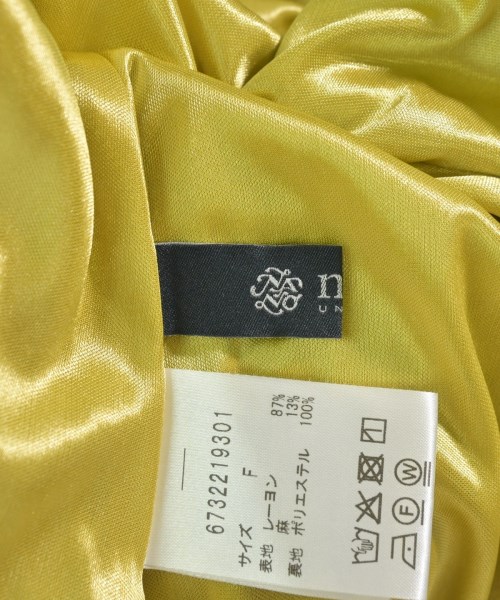 n
UN
6732219301
サイズ F
表地 レーヨン 87%
麻 13%
裏地 ポリエステル 100%
F W